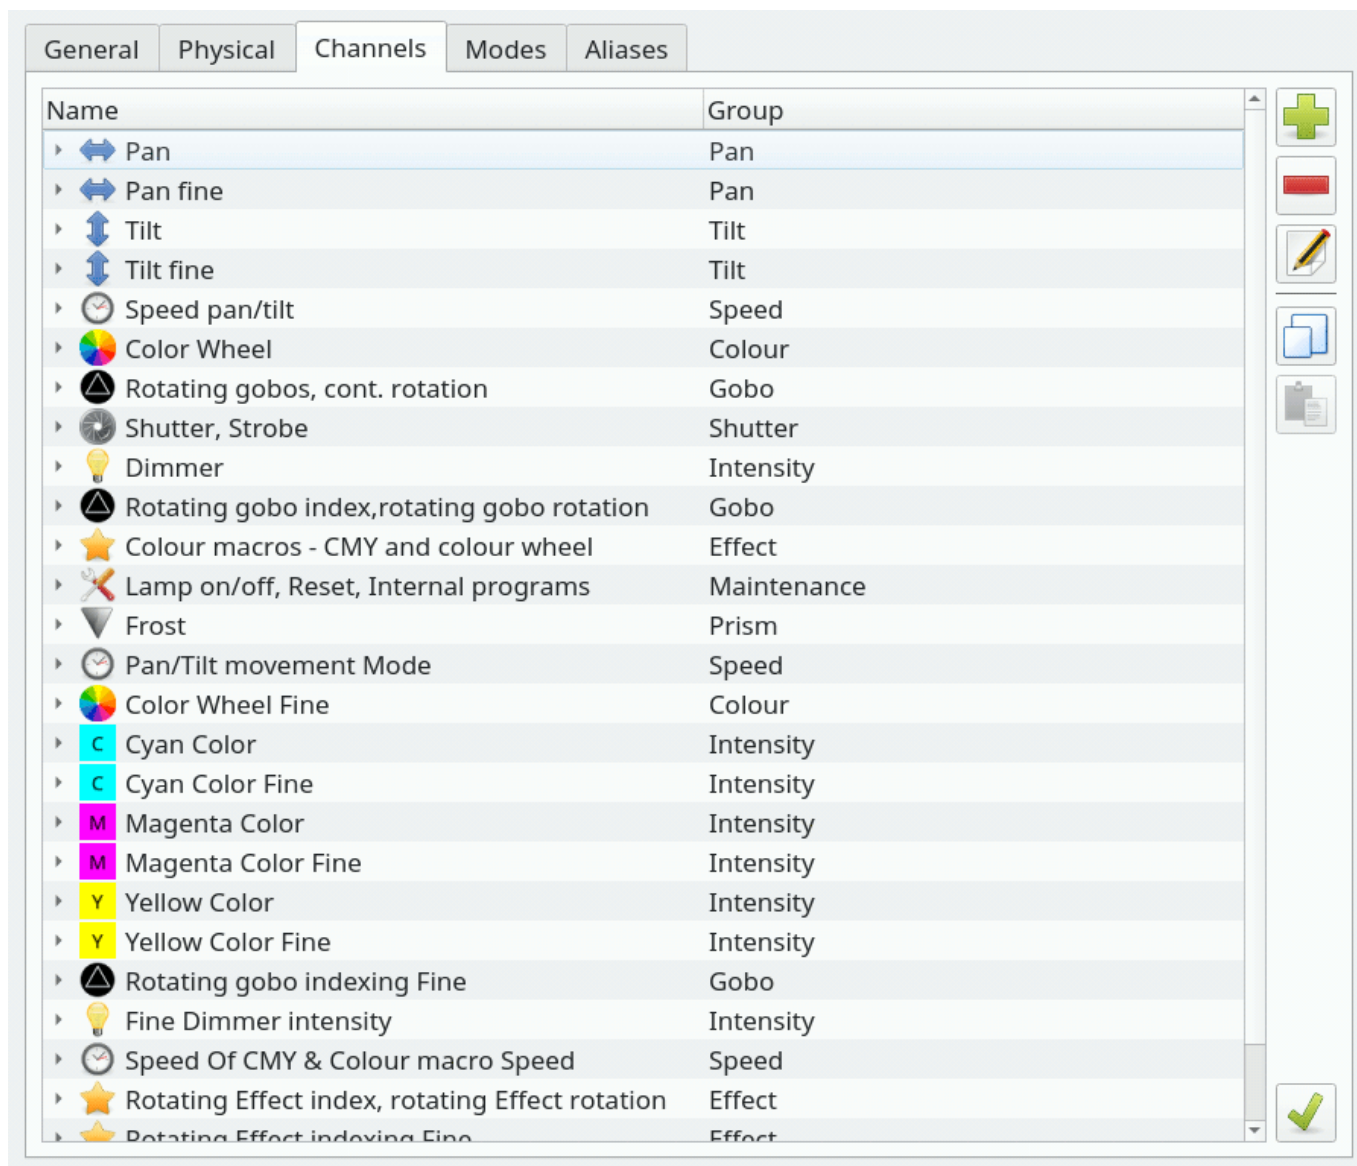 General Physical Channels Modes Aliases
Name Group
Pan Pan
Pan fine Pan
Tilt Tilt
Tilt fine Tilt
Speed pan/tilt Speed
Color Wheel Colour
Rotating gobos, cont. rotation Gobo
Shutter, Strobe Shutter
Dimmer Intensity
Rotating gobo index,rotating gobo rotation Gobo
Colour macros - CMY and colour wheel Effect
Lamp on/off, Reset, Internal programs Maintenance
Frost Prism
Pan/Tilt movement Mode Speed
Color Wheel Fine Colour
C Cyan Color Intensity
C Cyan Color Fine Intensity
M Magenta Color Intensity
M Magenta Color Fine Intensity
Y Yellow Color Intensity
Y Yellow Color Fine Intensity
Rotating gobo indexing Fine Gobo
Fine Dimmer intensity Intensity
Speed Of CMY & Colour macro Speed Speed
Rotating Effect index, rotating Effect rotation Effect
Rotating Effect indexing Fine Effect